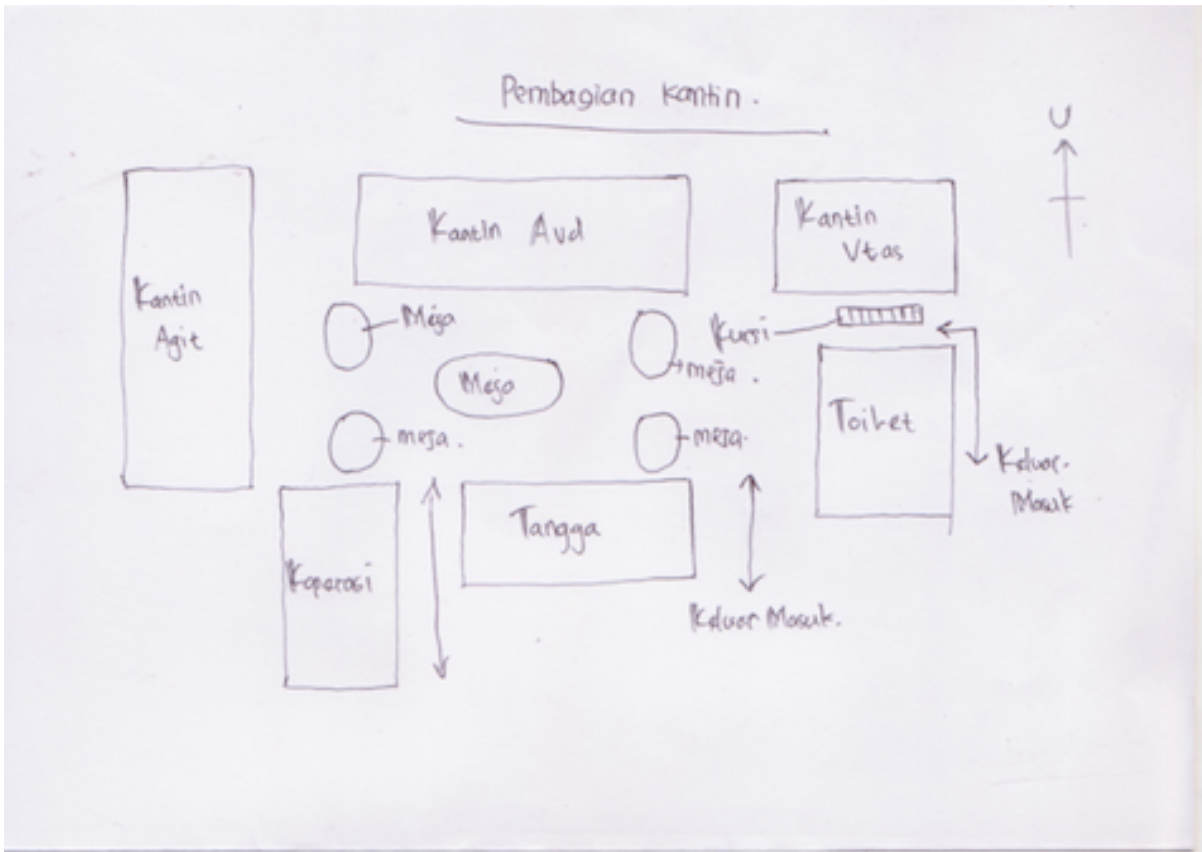 Pembagian Kantin.
U
Kantin Avd
Kantin
Vtas
Kantin
Agit
Meja
Kursi
meja.
Meja
meja.
meja.
Toilet
Keluar.
Masuk
Tangga
Koperasi
Keluar Masuk.